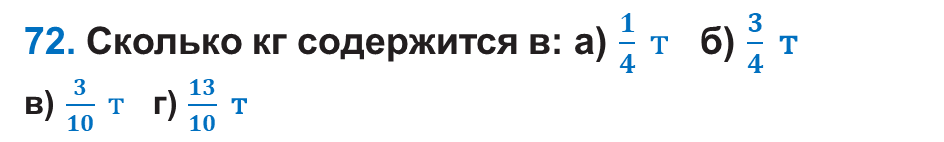 72. Сколько кг содержится в: а) 1/4 т б) 3/4 т
в) 3/10 т г) 13/10 т